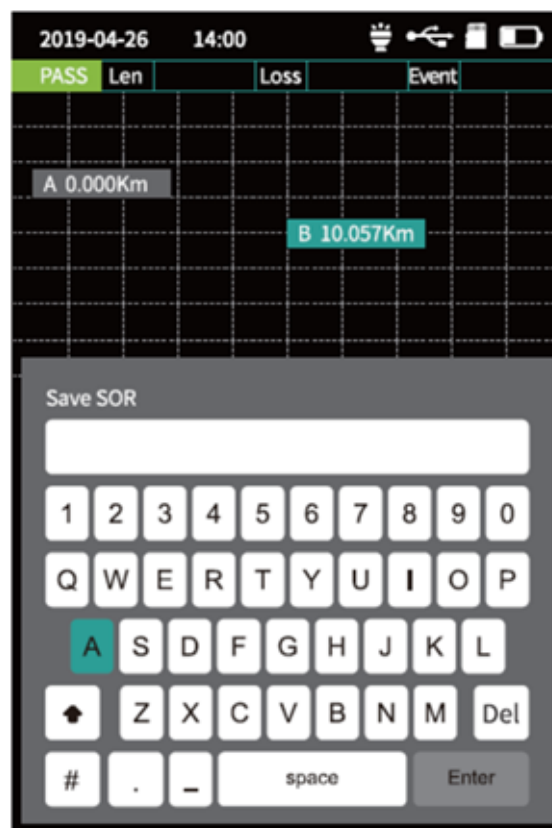 2019-04-26 14:00
PASS Len Loss Event
A 0.000Km
B 10.057Km
Save SOR
1 2 3 4 5 6 7 8 9 0
Q W E R T Y U I O P
A S D F G H J K L
Z X C V B N M Del
# . _ space Enter